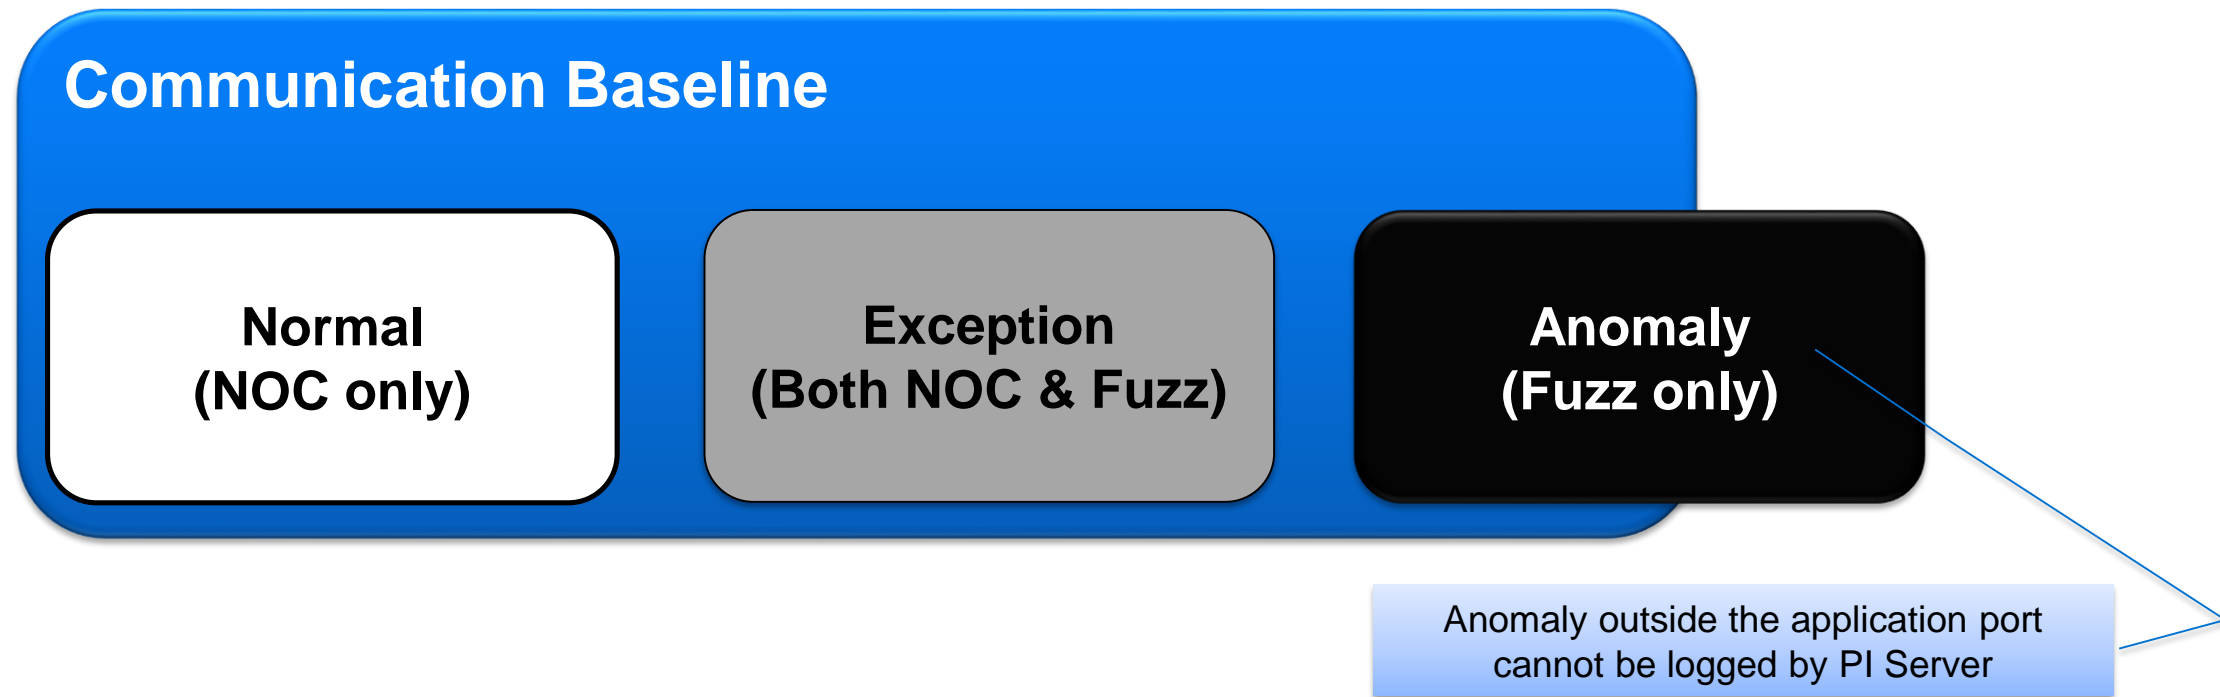 Communication Baseline
Normal
(NOC only)
Exception
(Both NOC & Fuzz)
Anomaly
(Fuzz only)
Anomaly outside the application port
cannot be logged by PI Server